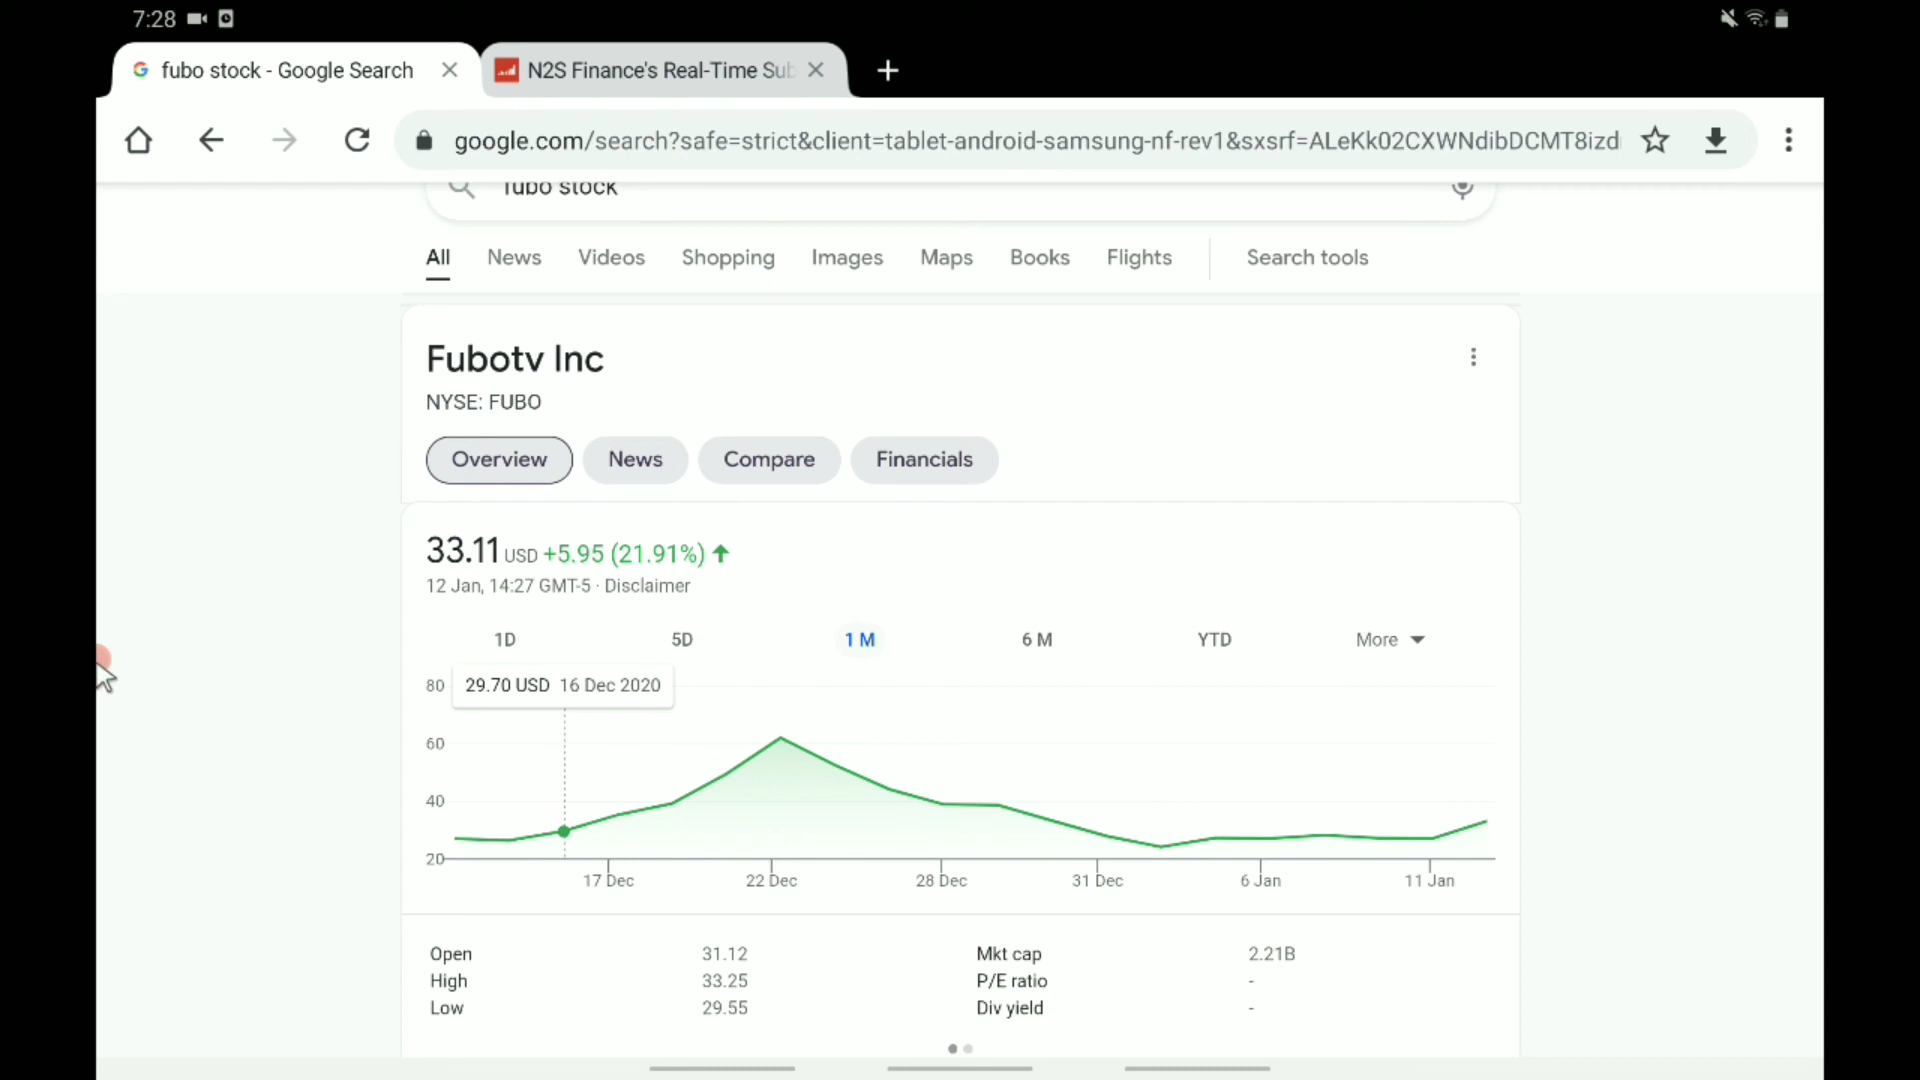 7:28
fubo stock - Google Search
N2S Finance's Real-Time Sub
google.com/search?safe=strict&client=tablet-android-samsung-nf-rev1&sxsrf=ALeKk02CXWNdibDCMT8izd
fubo stock
All News Videos Shopping Images Maps Books Flights Search tools
Fubotv Inc
NYSE: FUBO
Overview News Compare Financials
33.11 USD +5.95 (21.91%)
12 Jan, 14:27 GMT-5 · Disclaimer
1D 5D 1 M 6 M YTD More
80
29.70 USD 16 Dec 2020
60
40
20
17 Dec 22 Dec 28 Dec 31 Dec 6 Jan 11 Jan
Open 31.12 Mkt cap 2.21B
High 33.25 P/E ratio -
Low 29.55 Div yield -